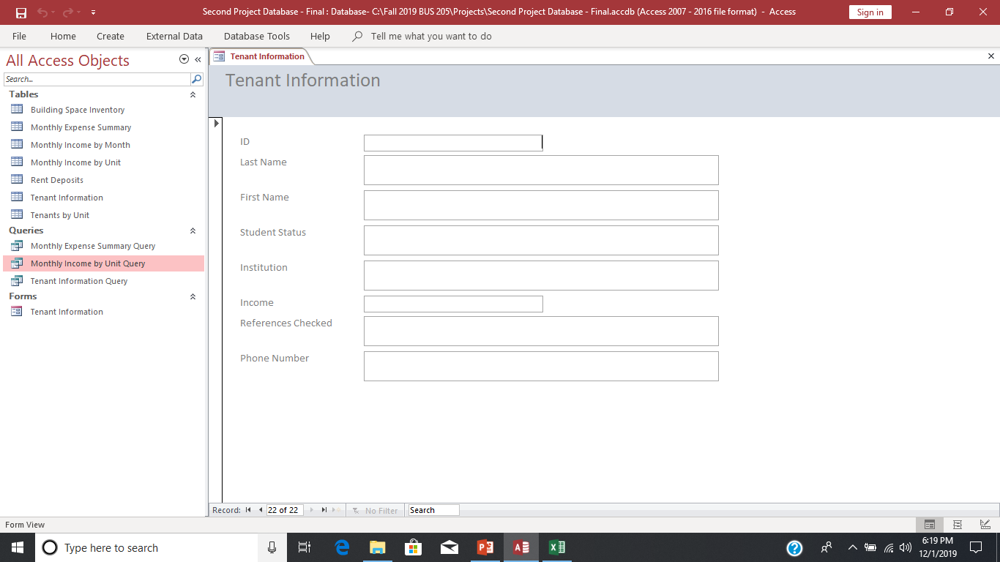 Second Project Database - Final : Database- C:\Fall 2019 BUS 205\Projects\Second Project Database - Final.accdb (Access 2007 - 2016 file format) - Access
Sign in
File Home Create External Data Database Tools Help Tell me what you want to do
All Access Objects
Search...
Tables
Building Space Inventory
Monthly Expense Summary
Monthly Income by Month
Monthly Income by Unit
Rent Deposits
Tenant Information
Tenants by Unit
Queries
Monthly Expense Summary Query
Monthly Income by Unit Query
Tenant Information Query
Forms
Tenant Information
Tenant Information
Tenant Information
ID
Last Name
First Name
Student Status
Institution
Income
References Checked
Phone Number
Record: 22 of 22 No Filter Search
Form View
Type here to search
6:19 PM
12/1/2019